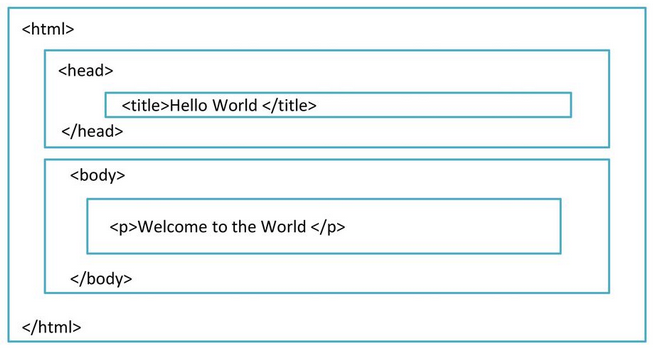 <html>
<head>
<title>Hello World </title>
</head>
<body>
<p>Welcome to the World </p>
</body>
</html>